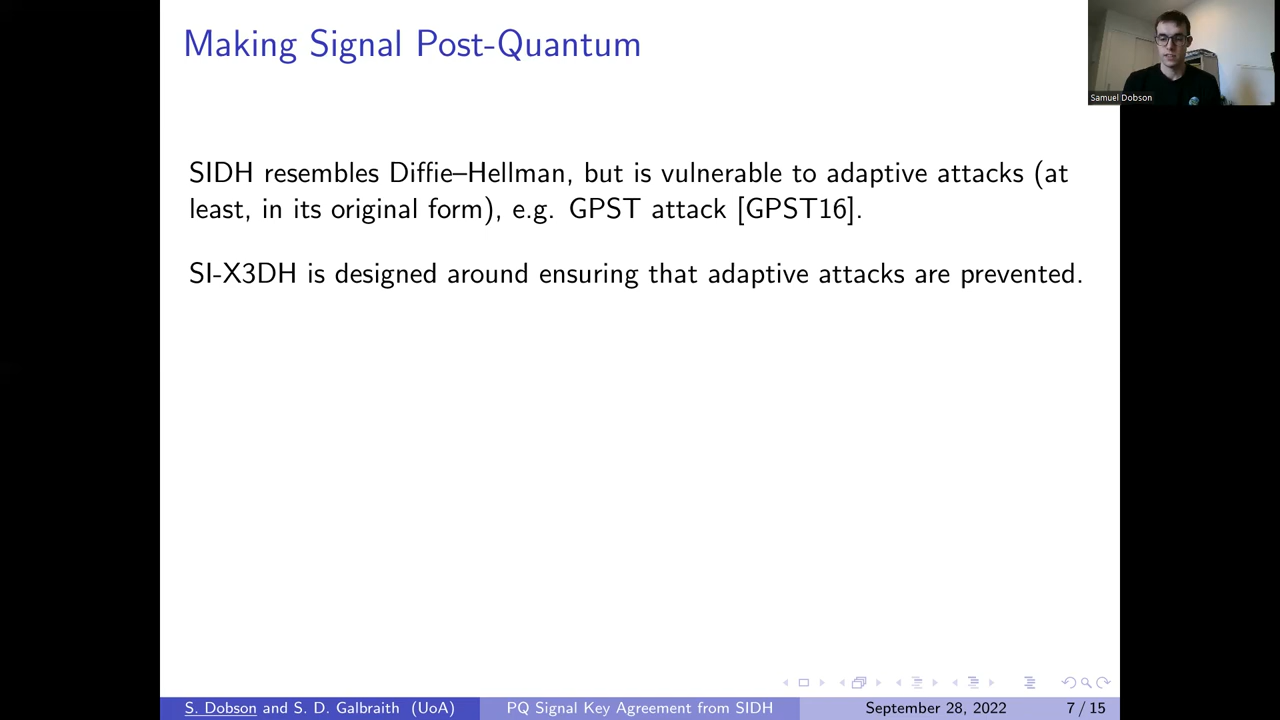 Making Signal Post-Quantum
Samuel Dobson
SIDH resembles Diffie–Hellman, but is vulnerable to adaptive attacks (at
least, in its original form), e.g. GPST attack [GPST16].
SI-X3DH is designed around ensuring that adaptive attacks are prevented.
S. Dobson and S. D. Galbraith (UoA)
PQ Signal Key Agreement from SIDH
September 28, 2022
7 / 15